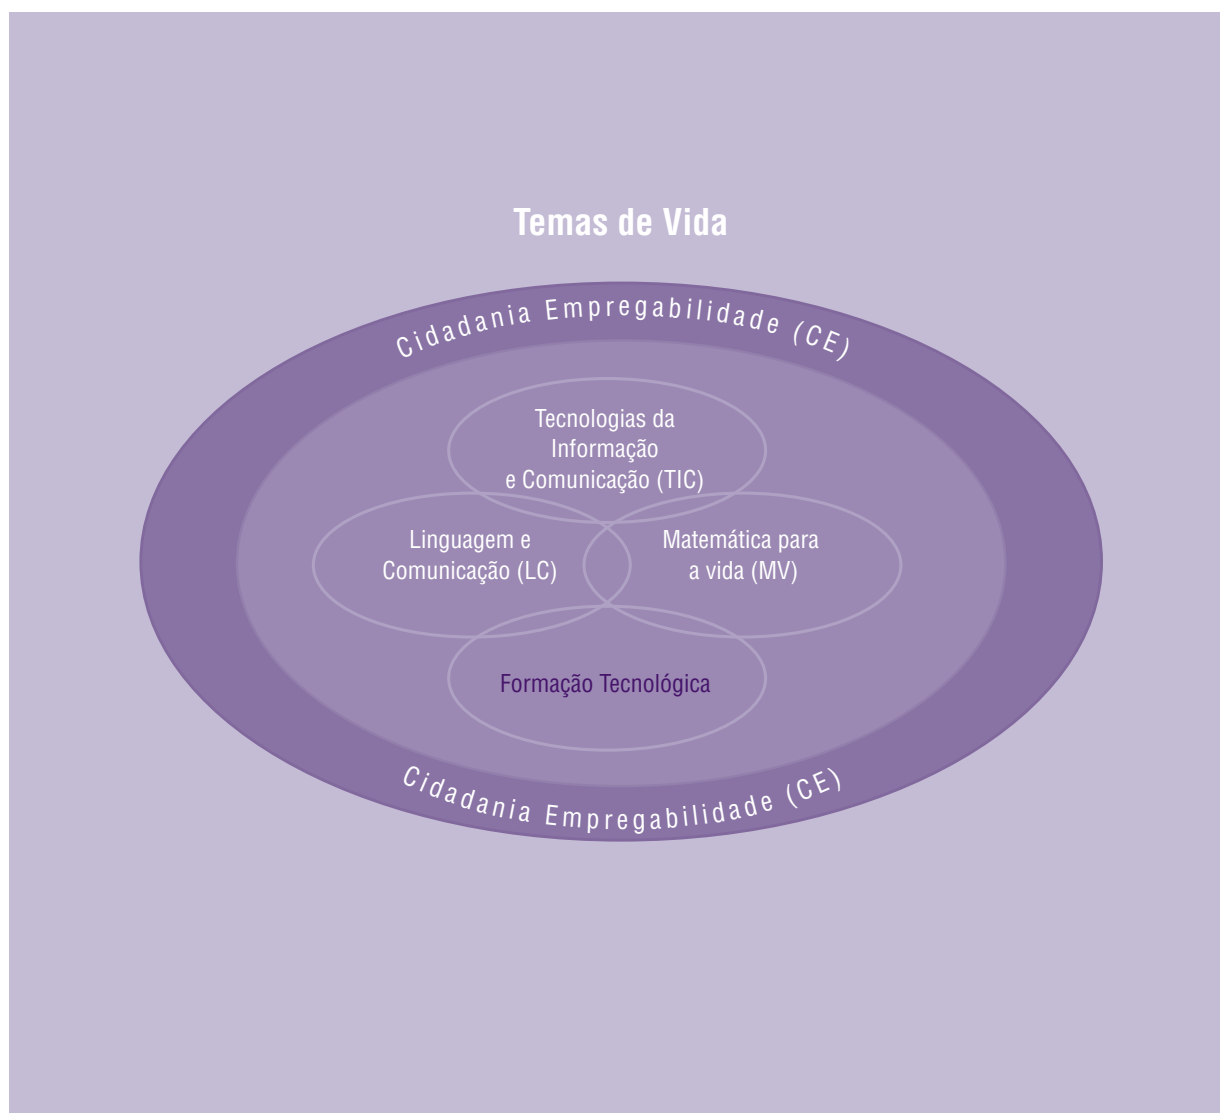 Temas de Vida
Cidadania Empregabilidade (CE)
Tecnologias da
Informação
e Comunicação (TIC)
Linguagem e
Comunicação (LC)
Matemática para
a vida (MV)
Formação Tecnológica
Cidadania Empregabilidade (CE)